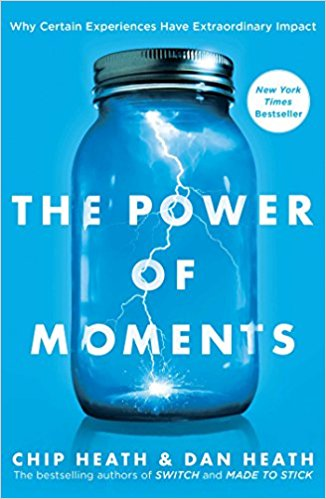 Why Certain Experiences Have Extraordinary Impact
New York
Times
Bestseller
THE POWER
OF
MOMENTS
CHIP HEATH & DAN HEATH
The bestselling authors of SWITCH and MADE TO STICK